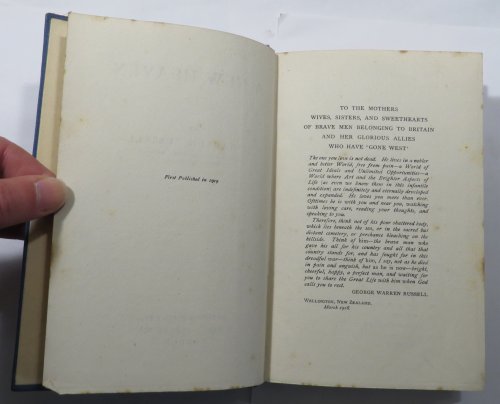 First Published in 1919
TO THE MOTHERS
WIVES, SISTERS, AND SWEETHEARTS
OF BRAVE MEN BELONGING TO BRITAIN
AND HER GLORIOUS ALLIES
WHO HAVE "GONE WEST"
The one you love is not dead. He lives in a nobler
and better World, free from pain—a World of
Great Ideals and Unlimited Opportunities—a
World where Art and the Brighter Aspects of
Life (as even we know them in this infantile
condition) are indefinitely and eternally developed
and expanded. He loves you more than ever.
Ofttimes he is with you and near you, watching
with loving care, reading your thoughts, and
speaking to you.
Therefore, think not of his poor shattered body,
which lies beneath the sea, or in the sacred but
distant cemetery, or perchance bleaching on the
hillside. Think of him—the brave man who
gave his all for his country and all that that
country stands for, and has fought for in this
dreadful war—think of him, I say, not as he died
in pain and anguish, but as he is now—bright,
cheerful, happy, a perfect man, and waiting for
you to share the Great Life with him when God
calls you to rest.
GEORGE WARREN RUSSELL.
WELLINGTON, NEW ZEALAND.
March 1918.